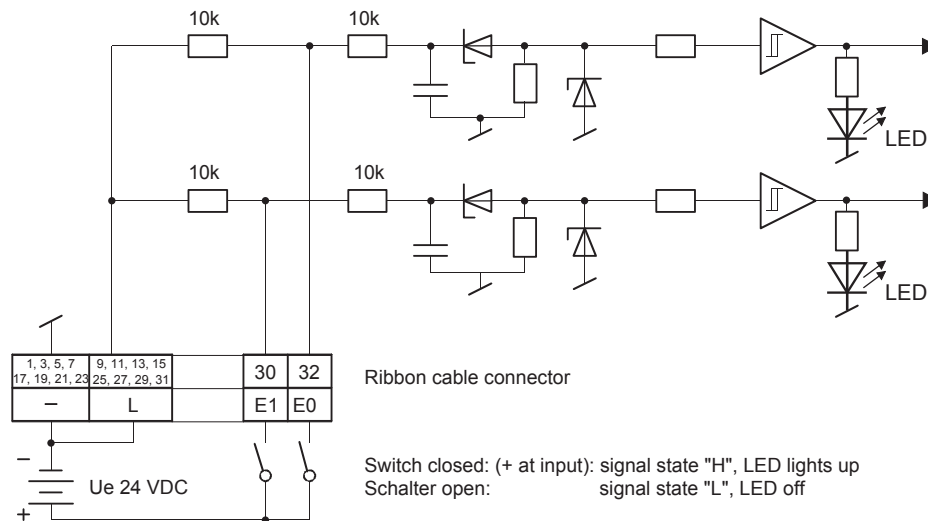 10k 10k
LED
10k 10k
LED
1, 3, 5, 7 9, 11, 13, 15
17, 19, 21, 23 25, 27, 29, 31 30 32 Ribbon cable connector
– L E1 E0
–
Ue 24 VDC
+
Switch closed: (+ at input): signal state "H", LED lights up
Schalter open: signal state "L", LED off